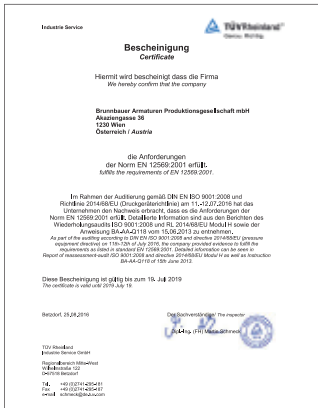 Industrie Service
TÜVRheinland
Genau. Richtig.
Bescheinigung
Certificate
Hiermit wird bescheinigt dass die Firma
We hereby confirm that the company
Brunnbauer Armaturen Produktionsgesellschaft mbH
Akaziengasse 36
1230 Wien
Österreich / Austria
die Anforderungen
der Norm EN 12569:2001 erfüllt.
fulfills the requirements of EN 12569:2001.
Im Rahmen der Auditierung gemäß DIN EN ISO 9001:2008 und
Richtlinie 2014/68/EU (Druckgeräterichtlinie) am 11.-12.07.2016 hat das
Unternehmen den Nachweis erbracht, dass es die Anforderungen der
Norm EN 12569:2001 erfüllt. Detaillierte Information sind aus den Berichten des
Wiederholungsaudits ISO 9001:2008 und RL 2014/68/EU Modul H sowie der
Anweisung BA-AA-Q118 vom 15.06.2013 zu entnehmen.
As part of the auditing according to DIN EN ISO 9001:2008 and directive 2014/68/EU (pressure
equipment directive) on 11th-12th of July 2016, the company provided evidence to fulfill the
requirements as listed in standard EN 12569:2001. Detailed information can be seen in
Report of reassessment-audit ISO 9001:2008 and directive 2014/68/EU Modul H as well as Instruction
BA-AA-Q118 of 15th June 2013.
Diese Bescheinigung ist gültig bis zum 19. Juli 2019
The certificate is valid until 2019 July 19.
Betzdorf, 25.08.2016
Der Sachverständige/ The inspector
Dipl.-Ing. (FH) Martin Schmeck
TÜV Rheinland
Industrie Service GmbH
Regionalbereich Mitte-West
Wilhelmstraße 122
D-57518 Betzdorf
Tel. +49 (0)2741-285-161
Fax +49 (0)2741-285-167
e-mail schmeck@de.tuv.com